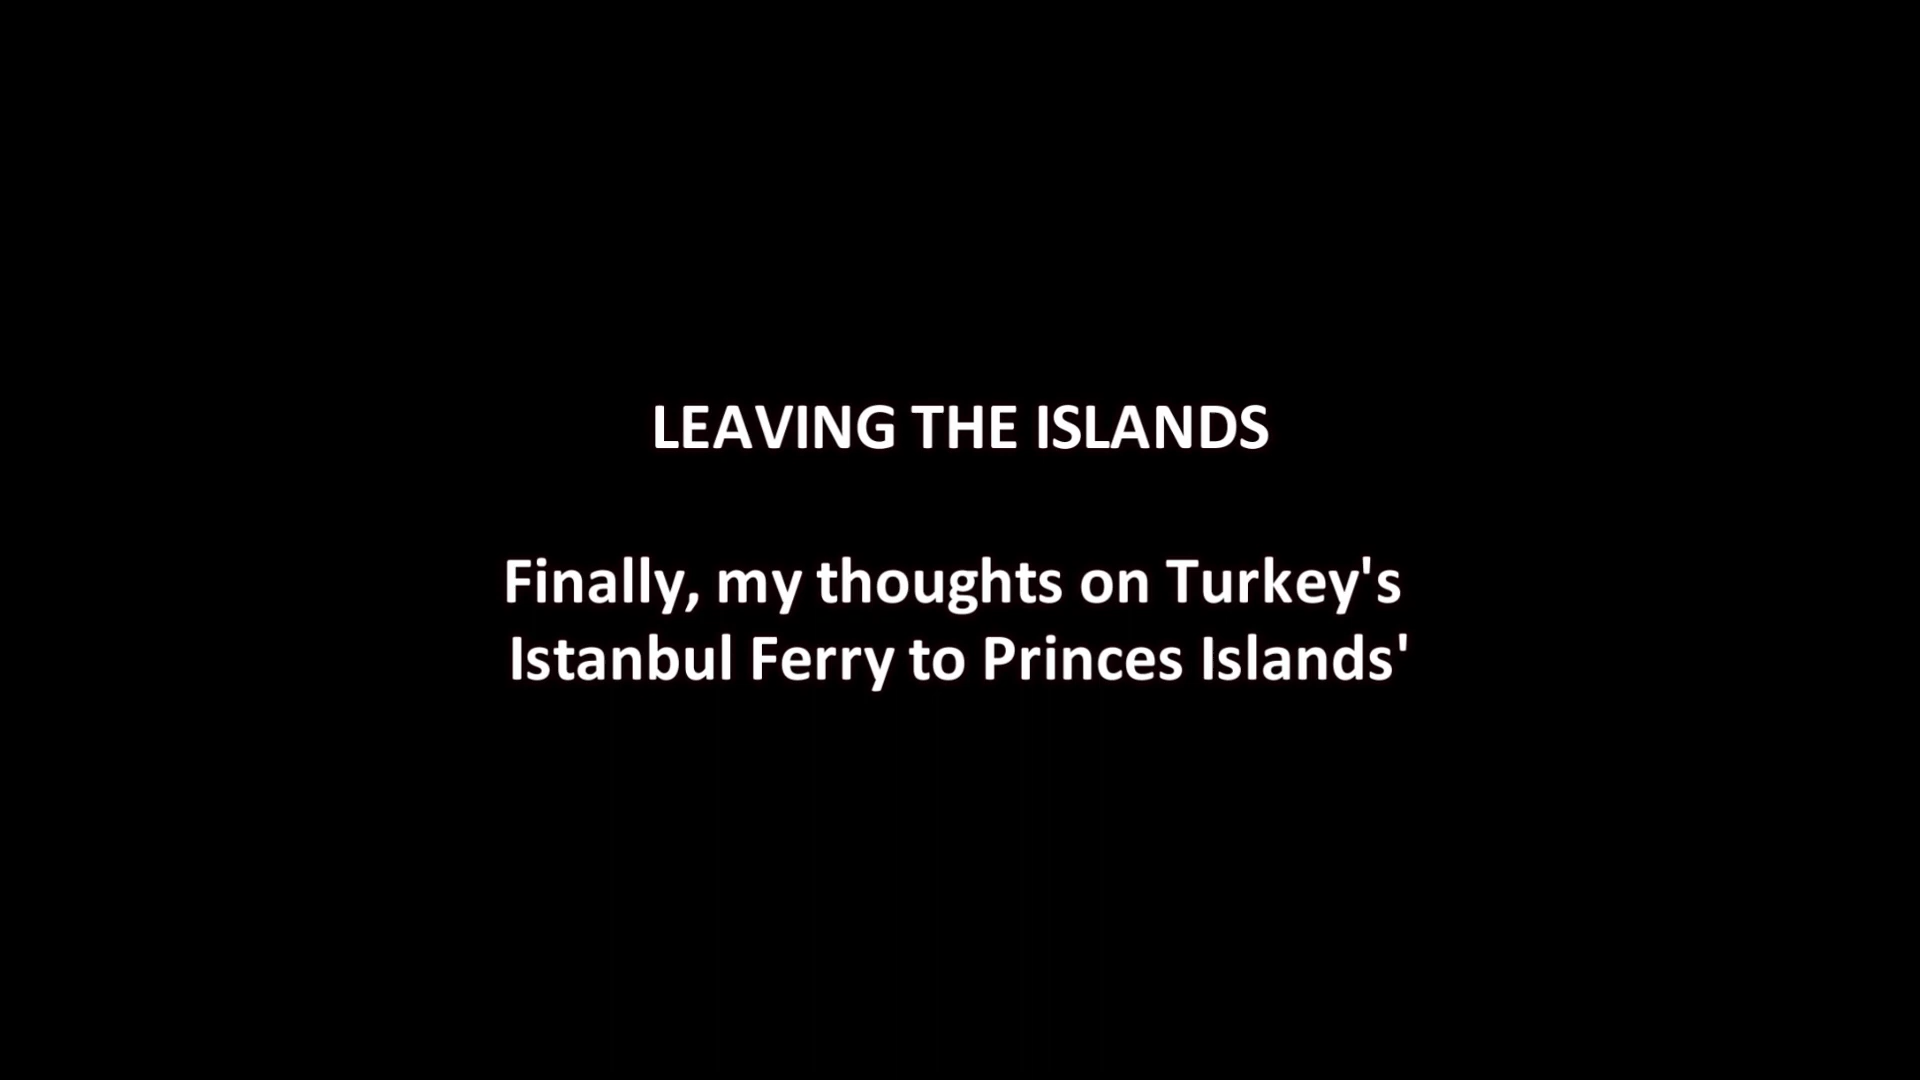 LEAVING THE ISLANDS
Finally, my thoughts on Turkey's
Istanbul Ferry to Princes Islands'